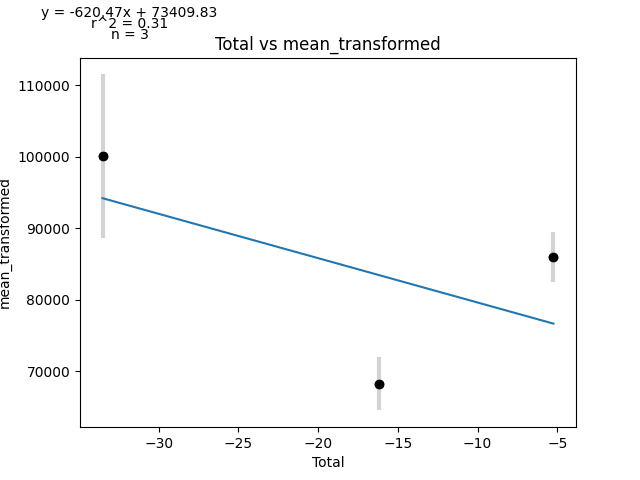 y = -620.47x + 73409.83
r^2 = 0.31
n = 3
Total vs mean_transformed
110000
100000
90000
80000
70000
mean_transformed
−30
−25
−20
−15
−10
−5
Total